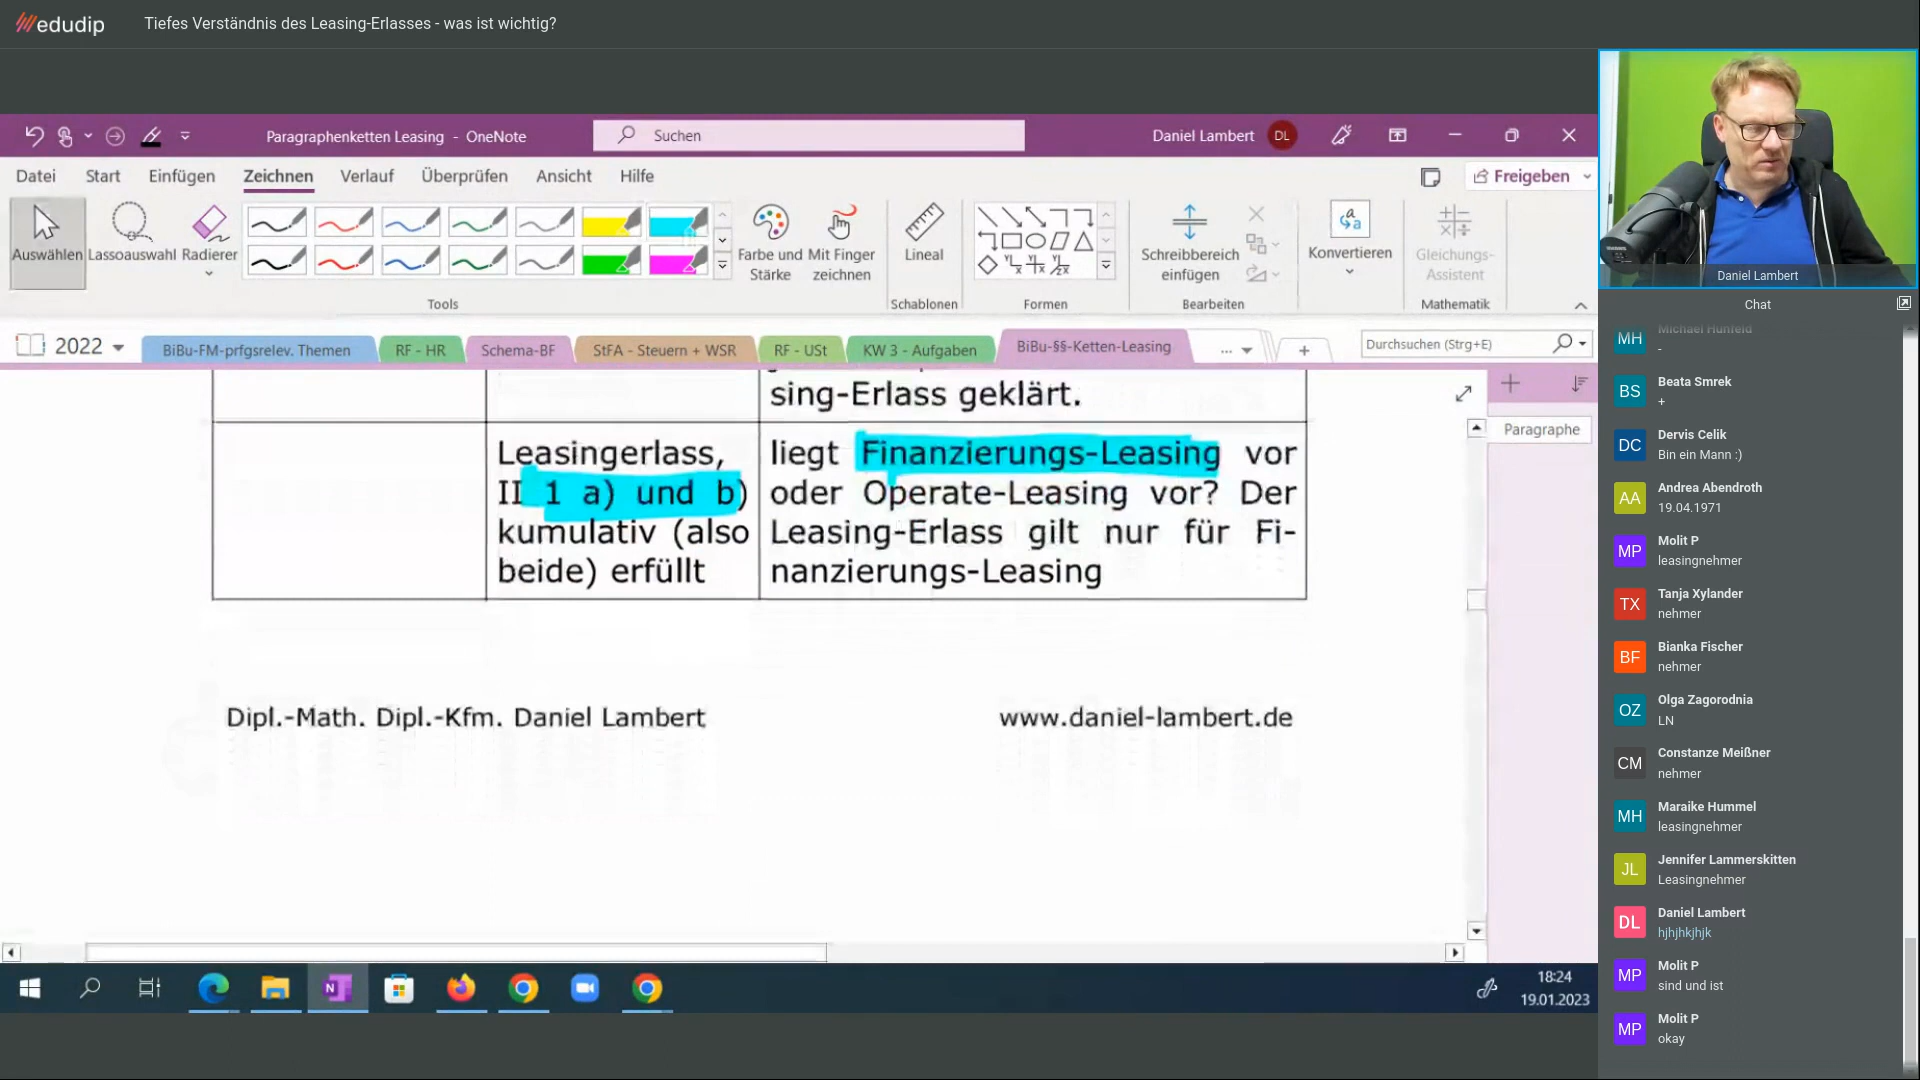 edudip
Tiefes Verständnis des Leasing-Erlasses - was ist wichtig?
Paragraphenketten Leasing - OneNote
Suchen
Daniel Lambert
DL
Datei
Start
Einfügen
Zeichnen
Verlauf
Überprüfen
Ansicht
Hilfe
Freigeben
Auswählen
Lassoauswahl
Radierer
Farbe und
Stärke
Mit Finger
zeichnen
Lineal
Schreibbereich
einfügen
Konvertieren
Gleichungs-
Assistent
Tools
Schablonen
Formen
Bearbeiten
Mathematik
2022
BiBu-FM-prfgsrelev. Themen
RF - HR
Schema-BF
StFA - Steuern + WSR
RF - USt
KW 3 - Aufgaben
BiBu-§§-Ketten-Leasing
...
Durchsuchen (Strg+E)
Paragraphe
sing-Erlass geklärt.
Leasingerlass,
II 1 a) und b)
kumulativ (also
beide) erfüllt
liegt Finanzierungs-Leasing vor
oder Operate-Leasing vor? Der
Leasing-Erlass gilt nur für Fi-
nanzierungs-Leasing
Dipl.-Math. Dipl.-Kfm. Daniel Lambert
www.daniel-lambert.de
18:24
19.01.2023
Daniel Lambert
Chat
MH
Michael Hünfeld
-
BS
Beata Smrek
+
DC
Dervis Celik
Bin ein Mann :)
AA
Andrea Abendroth
19.04.1971
MP
Molit P
leasingnehmer
TX
Tanja Xylander
nehmer
BF
Bianka Fischer
nehmer
OZ
Olga Zagorodnia
LN
CM
Constanze Meißner
nehmer
MH
Maraike Hummel
leasingnehmer
JL
Jennifer Lammerskitten
Leasingnehmer
DL
Daniel Lambert
hjhjhkjhjk
MP
Molit P
sind und ist
MP
Molit P
okay